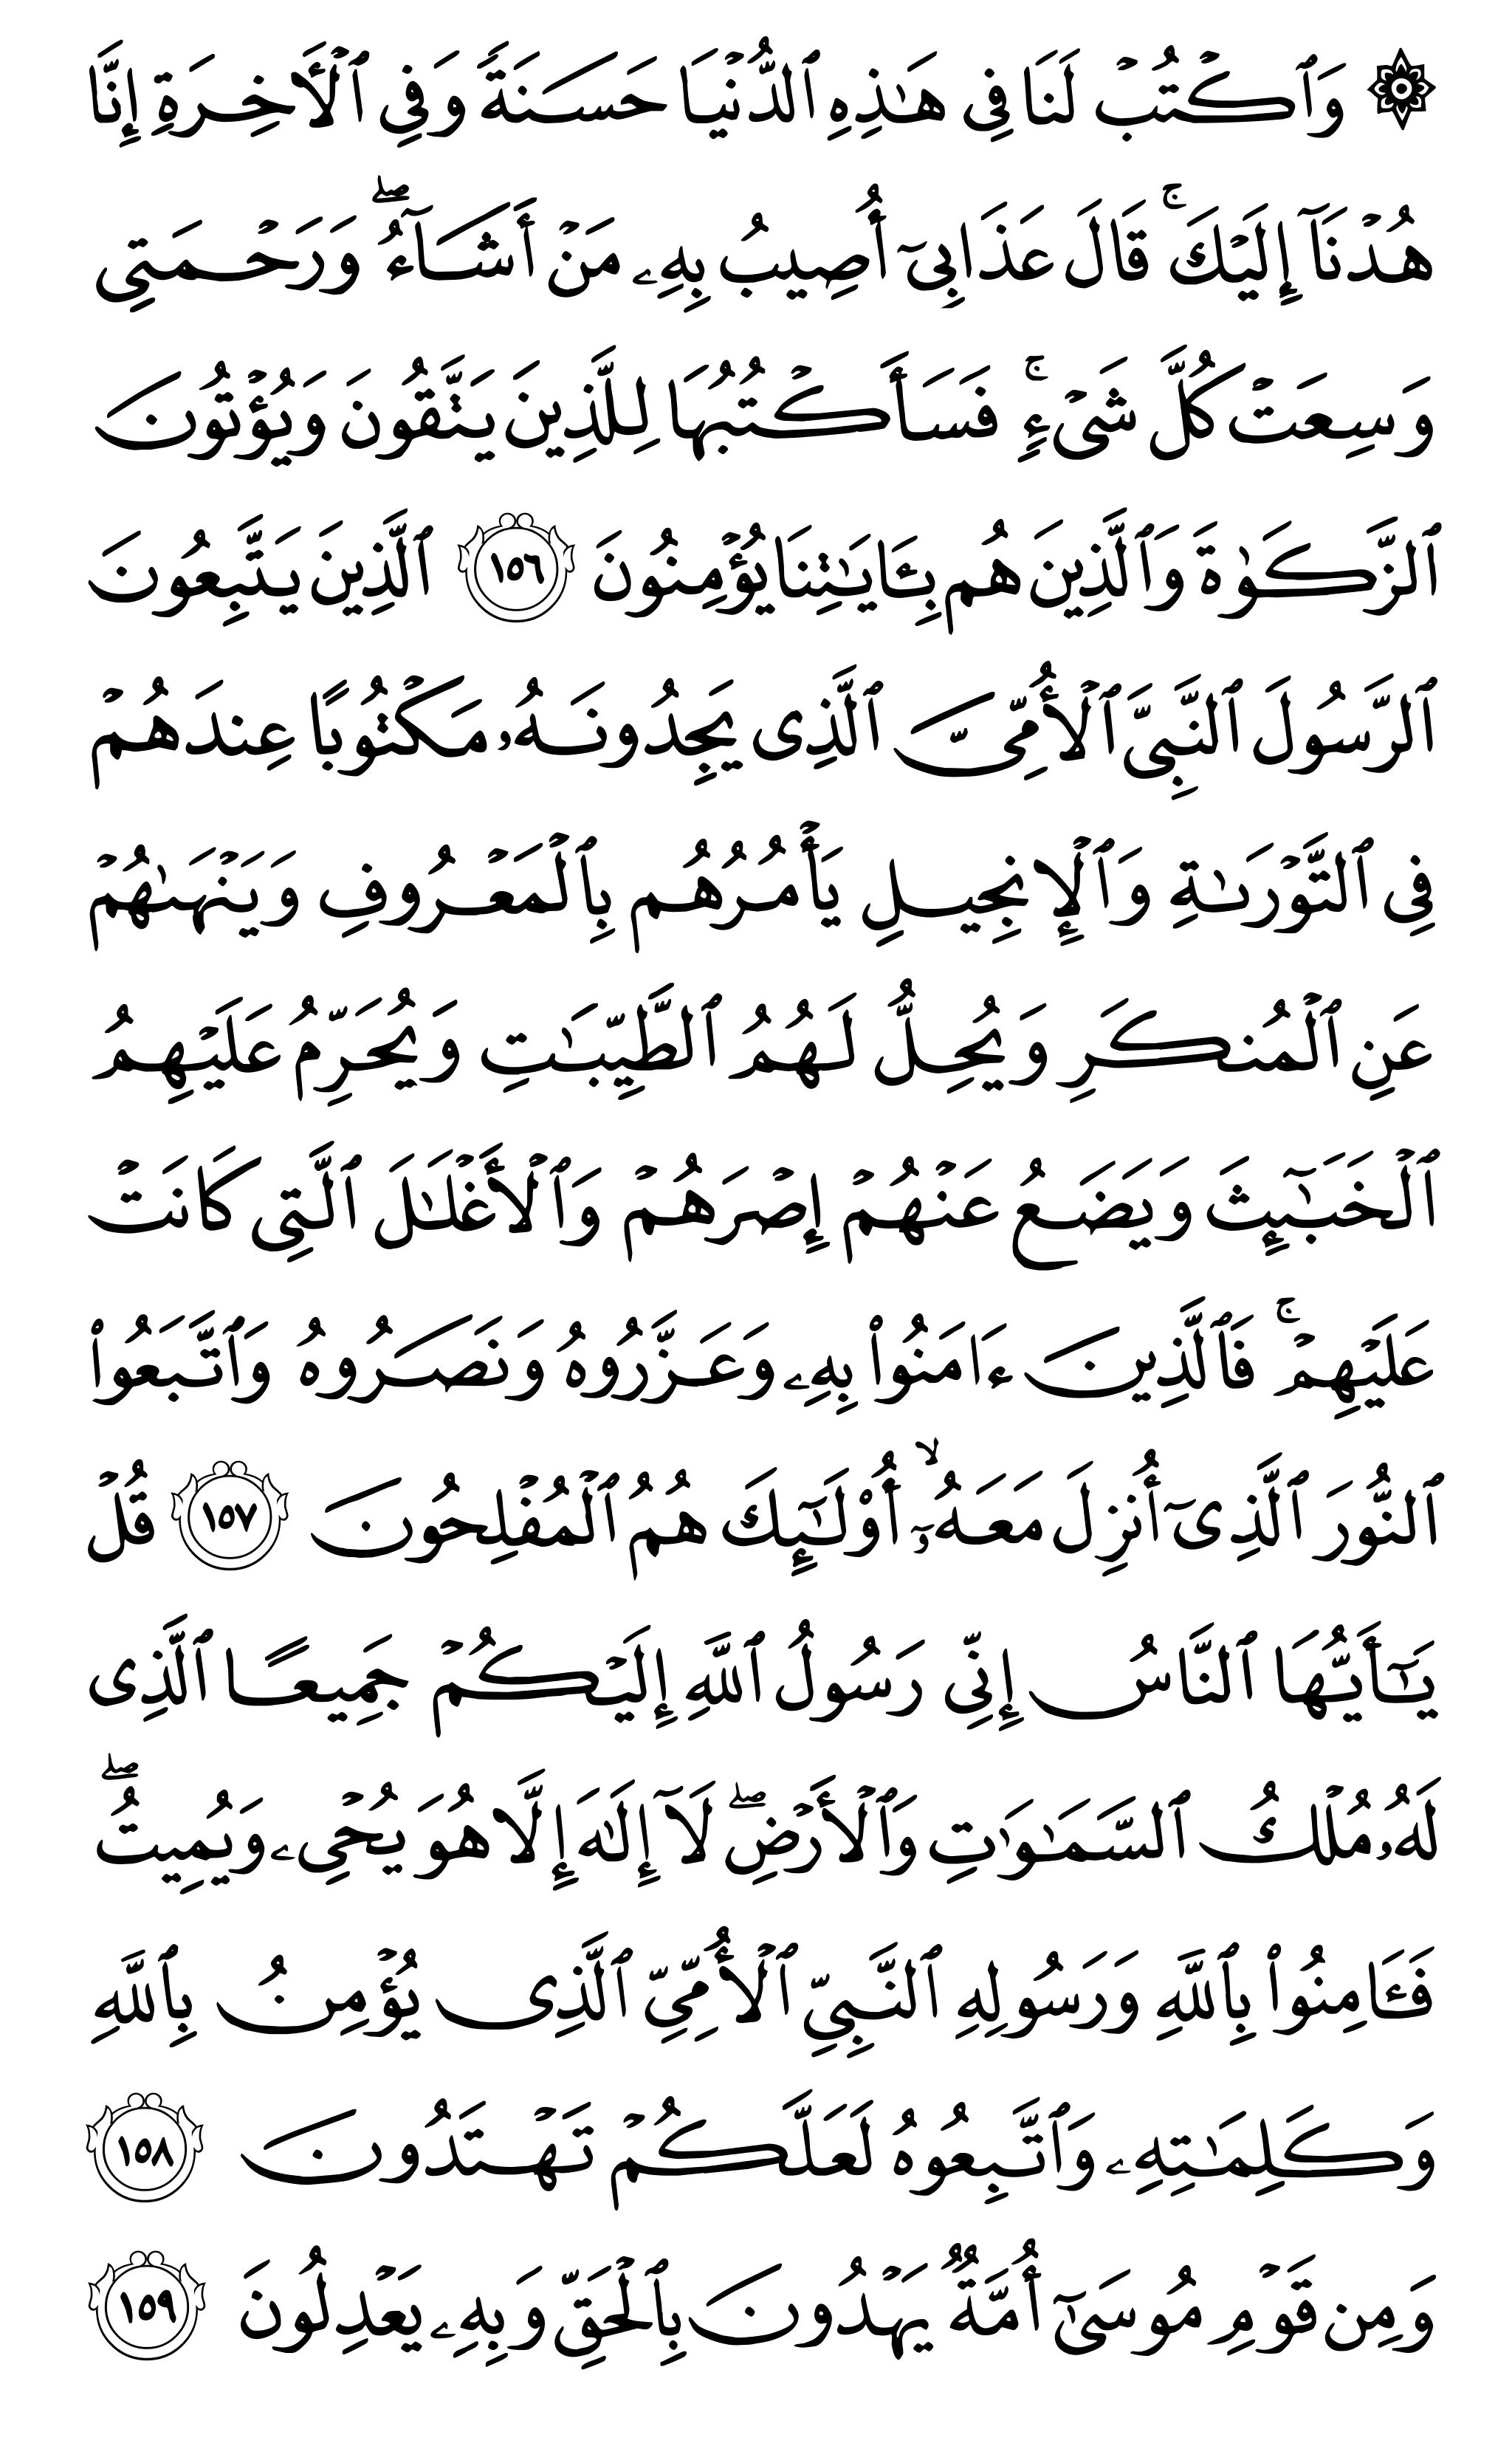 ۞ وَٱكۡتُبۡ لَنَا فِي هَٰذِهِ ٱلدُّنۡيَا حَسَنَةٗ وَفِي ٱلۡأٓخِرَةِ إِنَّا
هُدۡنَآ إِلَيۡكَۚ قَالَ عَذَابِيٓ أُصِيبُ بِهِۦ مَنۡ أَشَآءُۖ وَرَحۡمَتِي
وَسِعَتۡ كُلَّ شَيۡءٖۚ فَسَأَكۡتُبُهَا لِلَّذِينَ يَتَّقُونَ وَيُؤۡتُونَ
ٱلزَّكَوٰةَ وَٱلَّذِينَ هُم بِـَٔايَٰتِنَا يُؤۡمِنُونَ ١٥٦ ٱلَّذِينَ يَتَّبِعُونَ
ٱلرَّسُولَ ٱلنَّبِيَّ ٱلۡأُمِّيَّ ٱلَّذِي يَجِدُونَهُۥ مَكۡتُوبًا عِندَهُمۡ
فِي ٱلتَّوۡرَىٰةِ وَٱلۡإِنجِيلِ يَأۡمُرُهُم بِٱلۡمَعۡرُوفِ وَيَنۡهَىٰهُمۡ
عَنِ ٱلۡمُنكَرِ وَيُحِلُّ لَهُمُ ٱلطَّيِّبَٰتِ وَيُحَرِّمُ عَلَيۡهِمُ
ٱلۡخَبَٰٓئِثَ وَيَضَعُ عَنۡهُمۡ إِصۡرَهُمۡ وَٱلۡأَغۡلَٰلَ ٱلَّتِي كَانَتۡ
عَلَيۡهِمۡۚ فَٱلَّذِينَ ءَامَنُواْ بِهِۦ وَعَزَّرُوهُ وَنَصَرُوهُ وَٱتَّبَعُواْ
ٱلنُّورَ ٱلَّذِيٓ أُنزِلَ مَعَهُۥٓ ۙ أُوْلَٰٓئِكَ هُمُ ٱلۡمُفۡلِحُونَ ١٥٧ قُلۡ
يَٰٓأَيُّهَا ٱلنَّاسُ إِنِّي رَسُولُ ٱللَّهِ إِلَيۡكُمۡ جَمِيعًا ٱلَّذِي
لَهُۥ مُلۡكُ ٱلسَّمَٰوَٰتِ وَٱلۡأَرۡضِۖ لَآ إِلَٰهَ إِلَّا هُوَ يُحۡيِۦ وَيُمِيتُۖ
فَـَٔامِنُواْ بِٱللَّهِ وَرَسُولِهِ ٱلنَّبِيِّ ٱلۡأُمِّيِّ ٱلَّذِي يُؤۡمِنُ بِٱللَّهِ
وَكَلِمَٰتِهِۦ وَٱتَّبِعُوهُ لَعَلَّكُمۡ تَهۡتَدُونَ ١٥٨
وَمِن قَوۡمِ مُوسَىٰٓ أُمَّةٞ يَهۡدُونَ بِٱلۡحَقِّ وَبِهِۦ يَعۡدِلُونَ ١٥٩